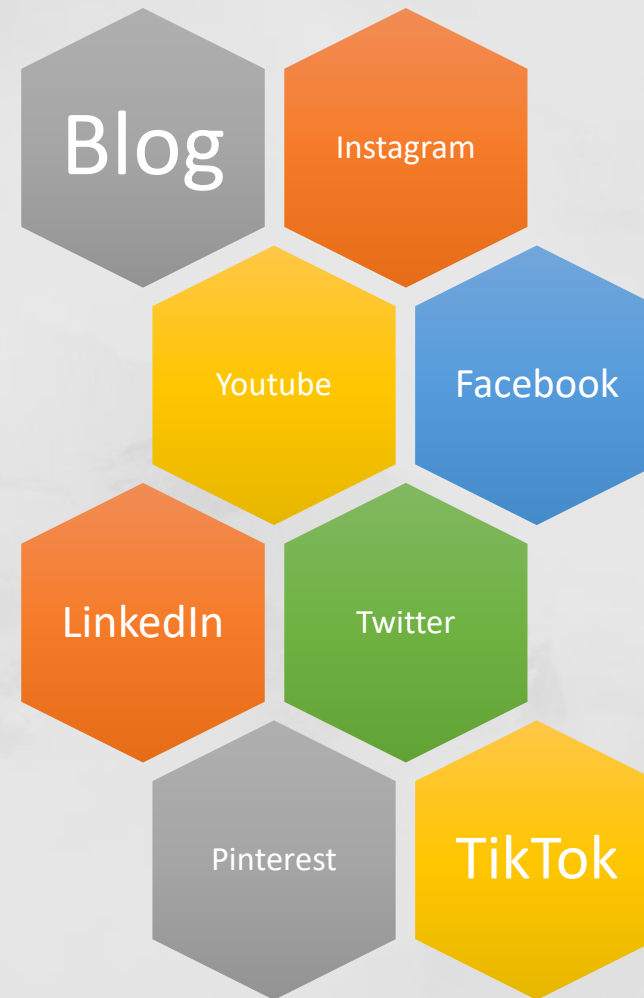 Blog
Instagram
Youtube
Facebook
LinkedIn
Twitter
Pinterest
TikTok